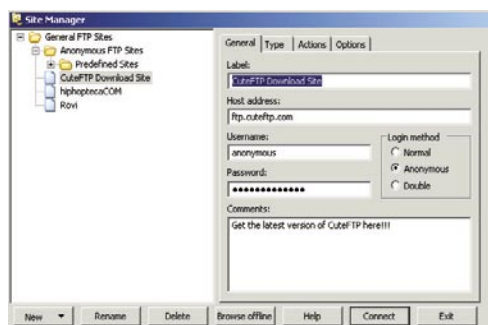 Site Manager
General FTP Sites
Anonymous FTP Sites
Predefined Sites
CuteFTP Download Site
hiphoptecaCOM
Rovi
General Type Actions Options
Label:
CuteFTP Download Site
Host address:
ftp.cuteftp.com
Username:
anonymous
Password:
•••••••••••••
Login method
Normal
Anonymous
Double
Comments:
Get the latest version of CuteFTP here!!!
New Rename Delete Browse offline Help Connect Exit